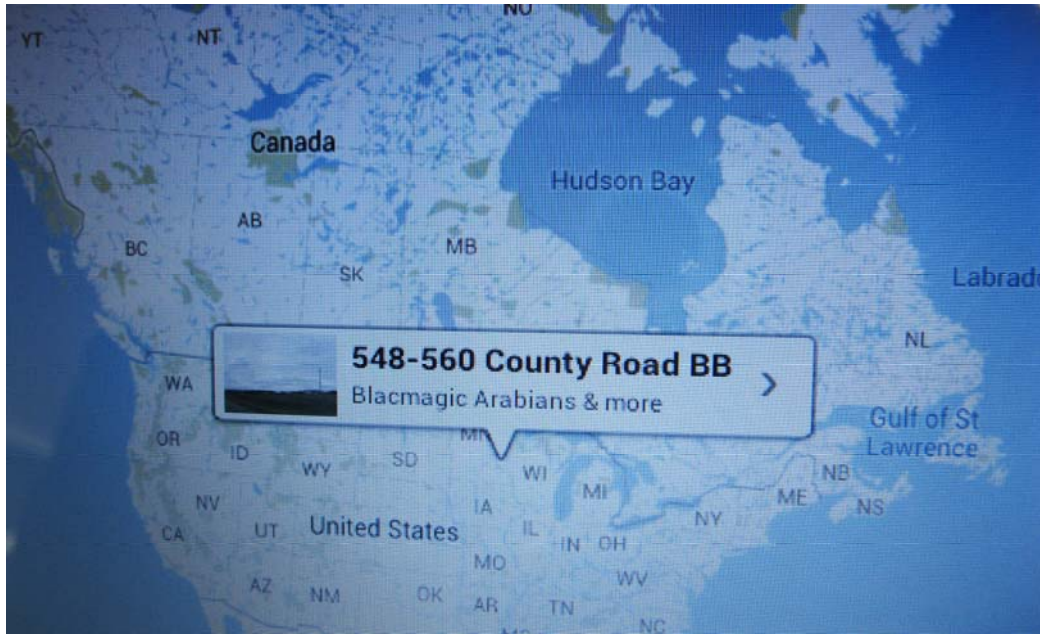 NU
YT
NT
Canada
Hudson Bay
AB
BC
MB
SK
Labrad
NL
548-560 County Road BB
Blacmagic Arabians & more
WA
Gulf of St
Lawrence
MN
OR
ID
WY
SD
WI
MI
NB
ME
NS
NV
IA
NY
CA
UT
United States
IL
IN
OH
MO
WV
AZ
NM
OK
AR
TN
NC